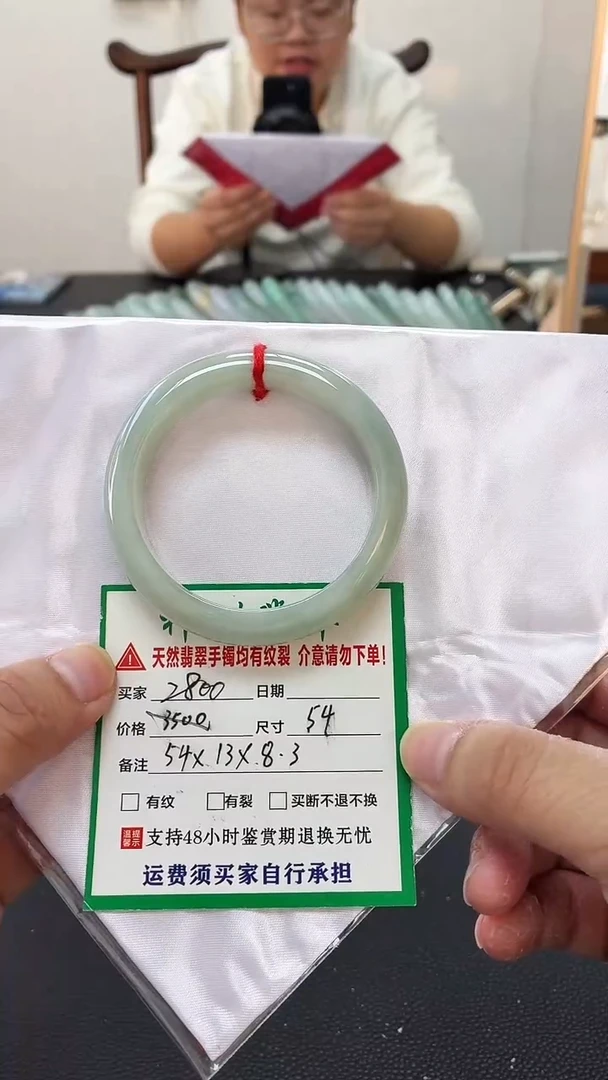 天然翡翠手镯均有纹裂 介意请勿下单!
买家 2800 日期
价格 3500 尺寸 54
备注 54X13X8.3
有纹 有裂 买断不退不换
温馨提示 支持48小时鉴赏期退换无忧
运费须买家自行承担